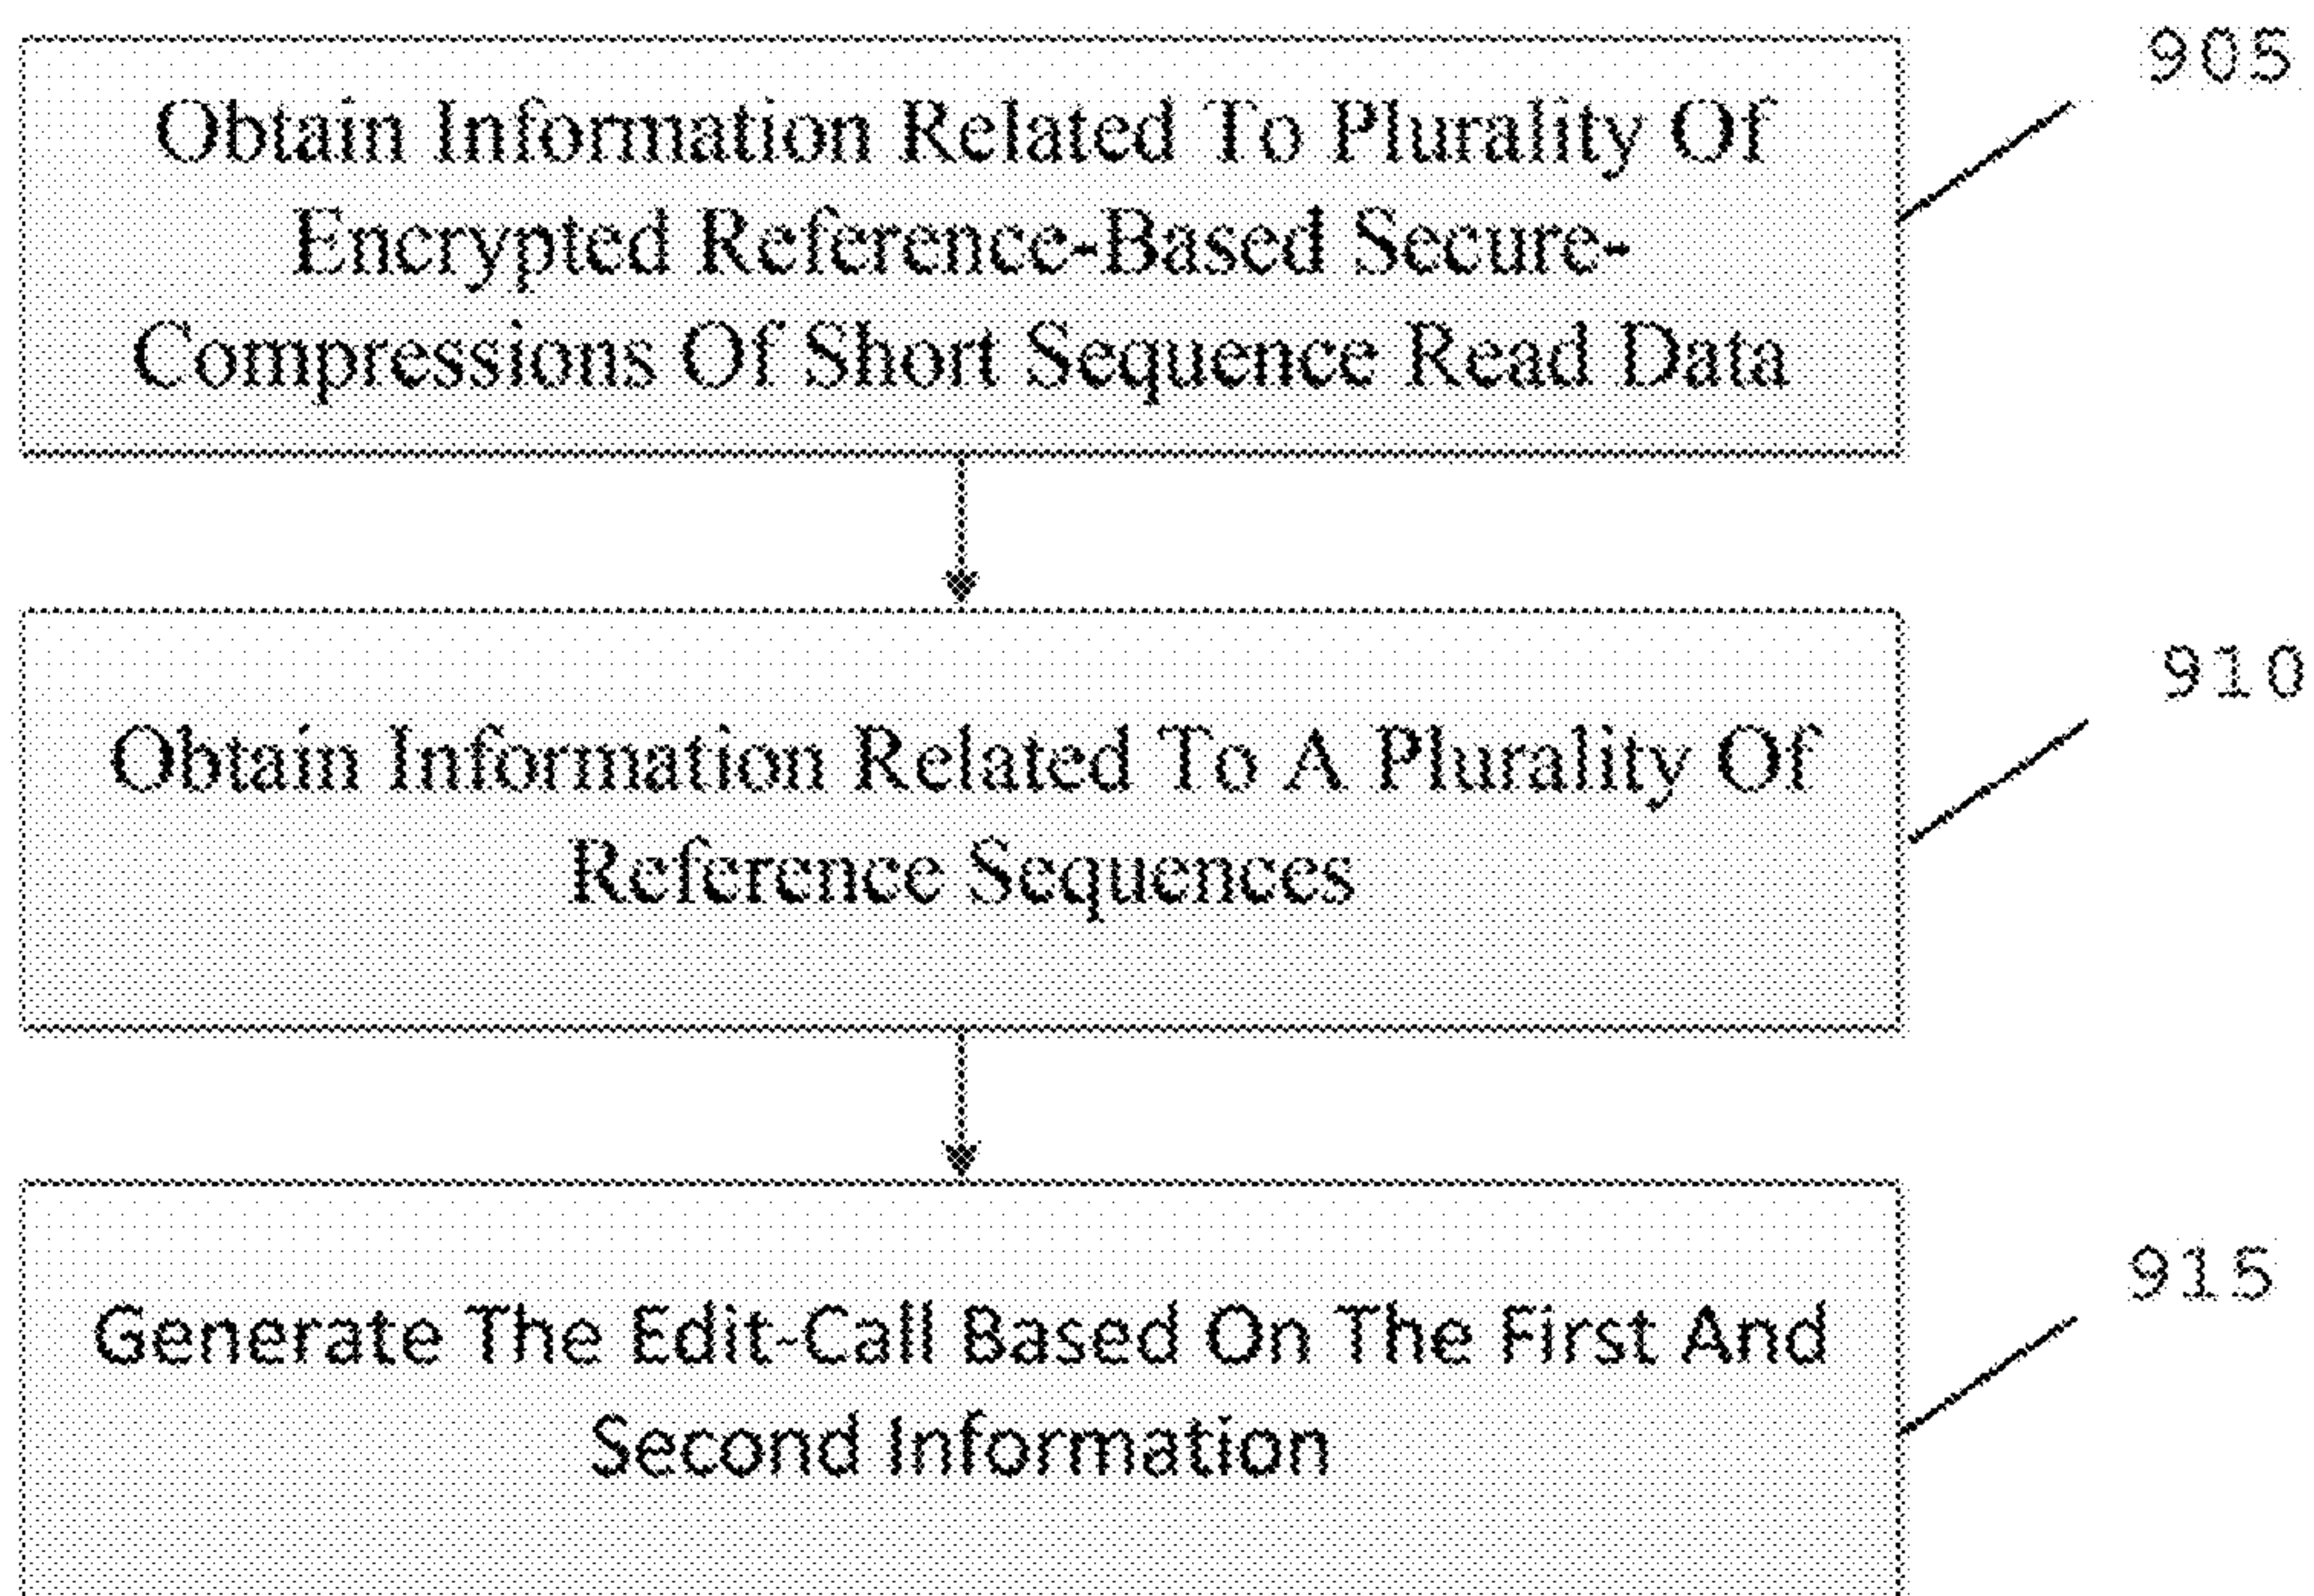 905
Obtain Information Related To Plurality Of
Encrypted Reference-Based Secure-
Compressions Of Short Sequence Read Data
910
Obtain Information Related To A Plurality Of
Reference Sequences
915
Generate The Edit-Call Based On The First And
Second Information